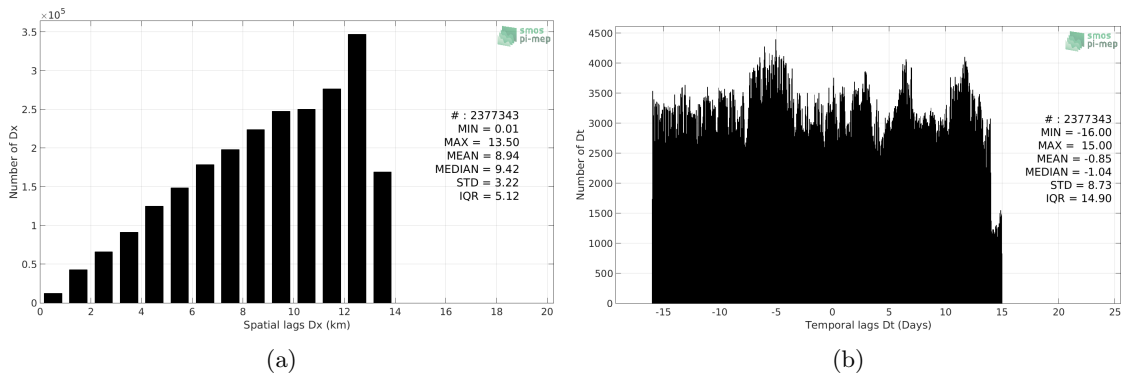 ×10⁵
3.5
3
2.5
2
1.5
1
0.5
0
Number of Dx
smos
pi-mep
# : 2377343
MIN = 0.01
MAX = 13.50
MEAN = 8.94
MEDIAN = 9.42
STD = 3.22
IQR = 5.12
0 2 4 6 8 10 12 14 16 18 20
Spatial lags Dx (km)
(a)
4500
4000
3500
3000
2500
2000
1500
1000
500
0
Number of Dt
smos
pi-mep
# : 2377343
MIN = -16.00
MAX = 15.00
MEAN = -0.85
MEDIAN = -1.04
STD = 8.73
IQR = 14.90
-15 -10 -5 0 5 10 15 20 25
Temporal lags Dt (Days)
(b)